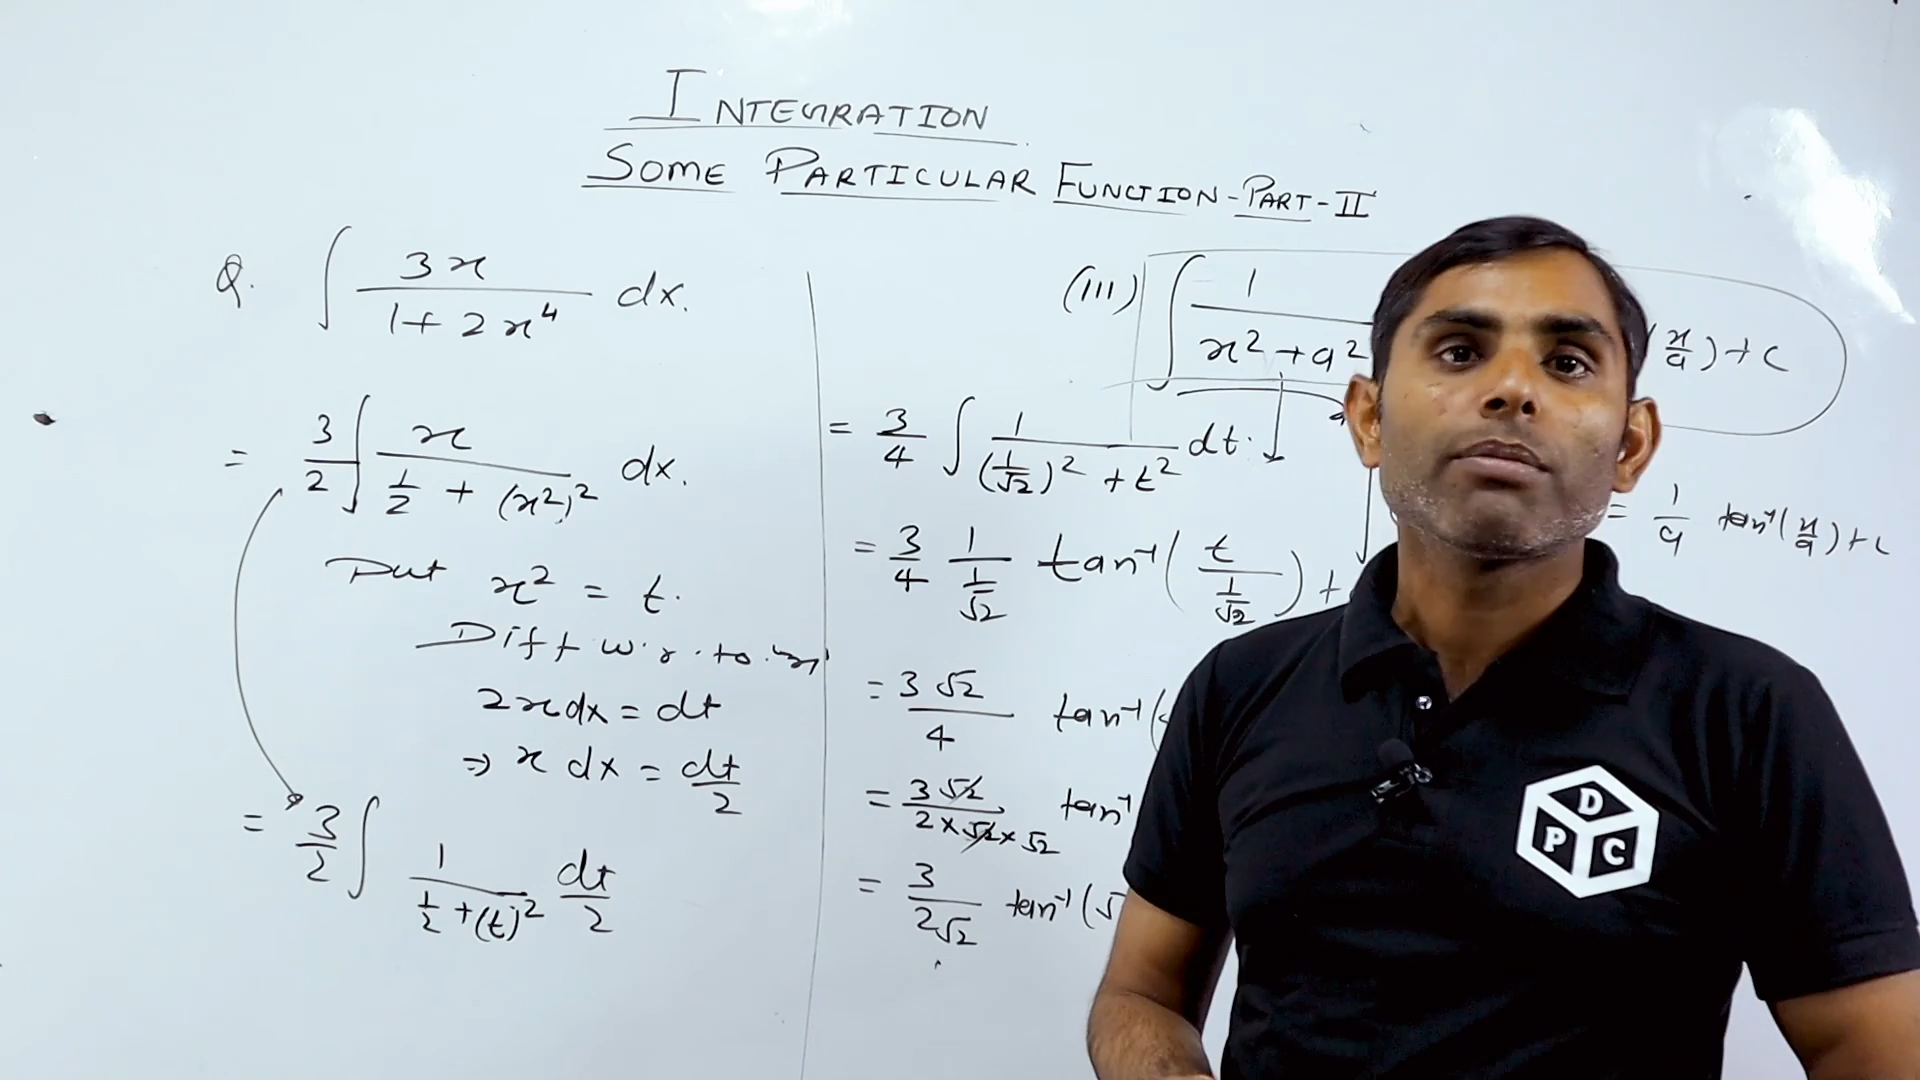 INTEGRATION
SOME PARTICULAR FUNCTION - PART - II
Q. ∫ 3x / (1 + 2x⁴) dx.
= 3/2 ∫ x / (1/2 + (x²)²) dx.
Put x² = t.
Diff w.r.to.x
2x dx = dt
⇒ x dx = dt/2
= 3/2 ∫ 1 / (1/2 + (t)²) dt/2
(III) ∫ 1 / (x² + a²
(x/a) + c
= 3/4 ∫ 1 / ((1/√2)² + t²) dt.
= 1/a tan⁻¹(x/a) + c
= 3/4 1/(1/√2) tan⁻¹(t / (1/√2)) +
= 3√2 / 4 tan⁻¹(
= 3√2 / (2×√2×√2) tan⁻¹
= 3 / 2√2 tan⁻¹(√
D
P C